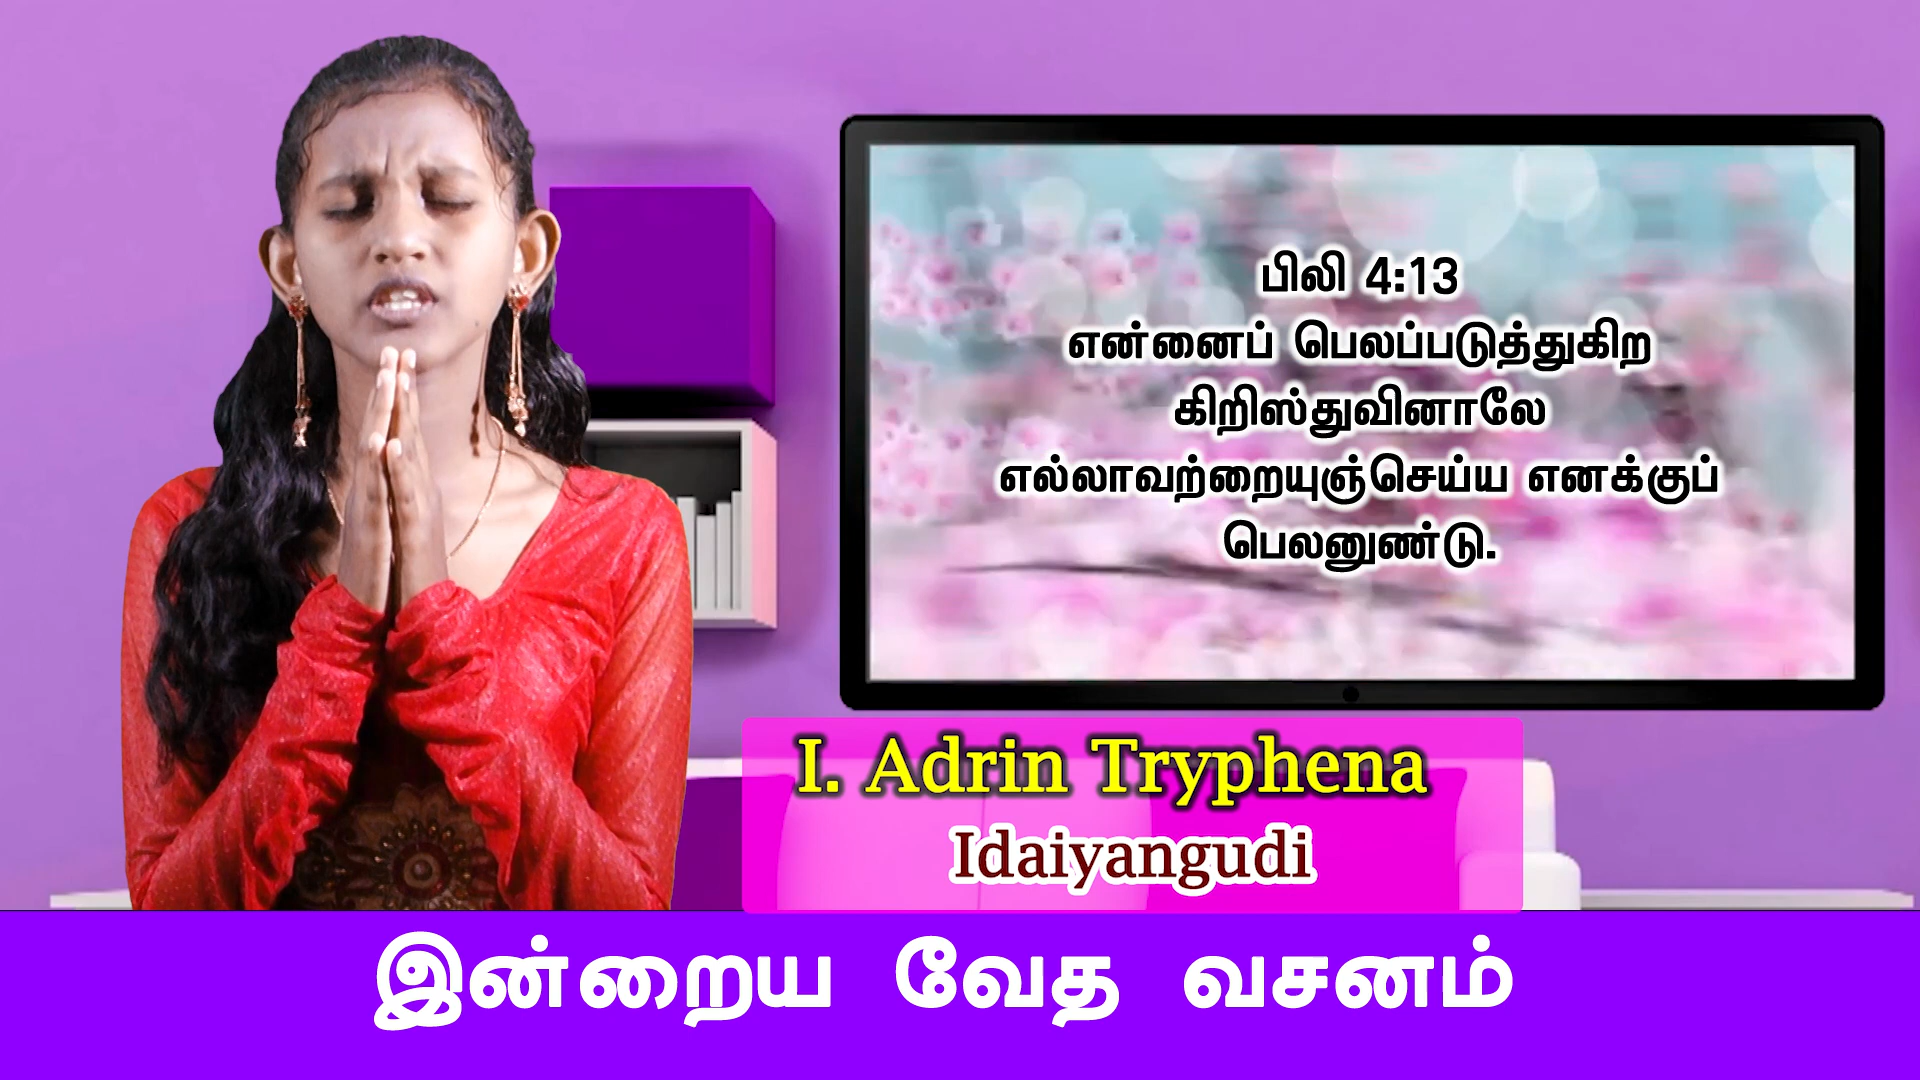 பிலி 4:13
என்னைப் பெலப்படுத்துகிற
கிறிஸ்துவினாலே
எல்லாவற்றையுஞ்செய்ய எனக்குப்
பெலனுண்டு.
I. Adrin Tryphena
Idaiyangudi
இன்றைய வேத வசனம்